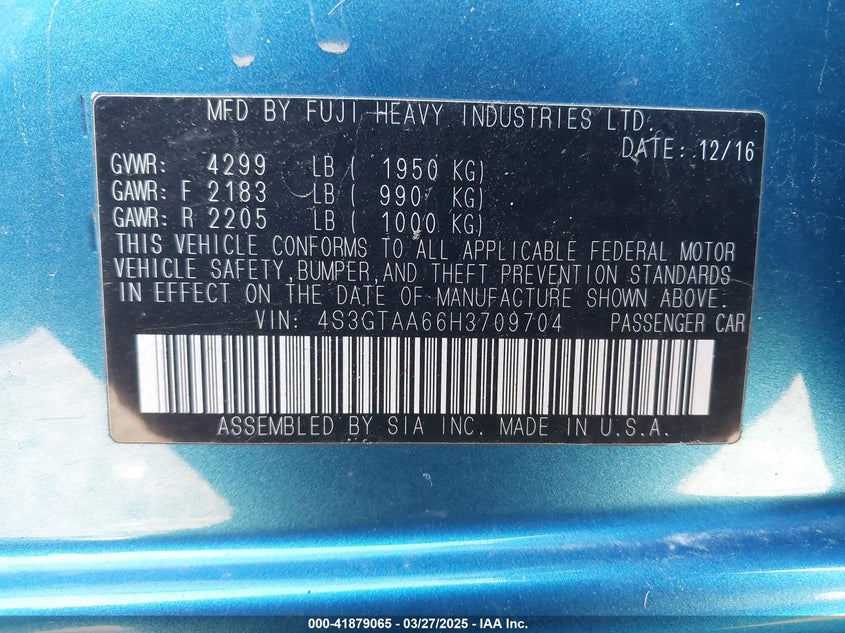 MFD BY FUJI HEAVY INDUSTRIES LTD.
DATE: 12/16
GVWR: 4299 LB ( 1950 KG)
GAWR: F 2183 LB ( 990 KG)
GAWR: R 2205 LB ( 1000 KG)
THIS VEHICLE CONFORMS TO ALL APPLICABLE FEDERAL MOTOR
VEHICLE SAFETY, BUMPER, AND THEFT PREVENTION STANDARDS
IN EFFECT ON THE DATE OF MANUFACTURE SHOWN ABOVE.
VIN: 4S3GTAA66H3709704 PASSENGER CAR
ASSEMBLED BY SIA INC. MADE IN U.S.A.
000-41879065 - 03/27/2025 - IAA Inc.